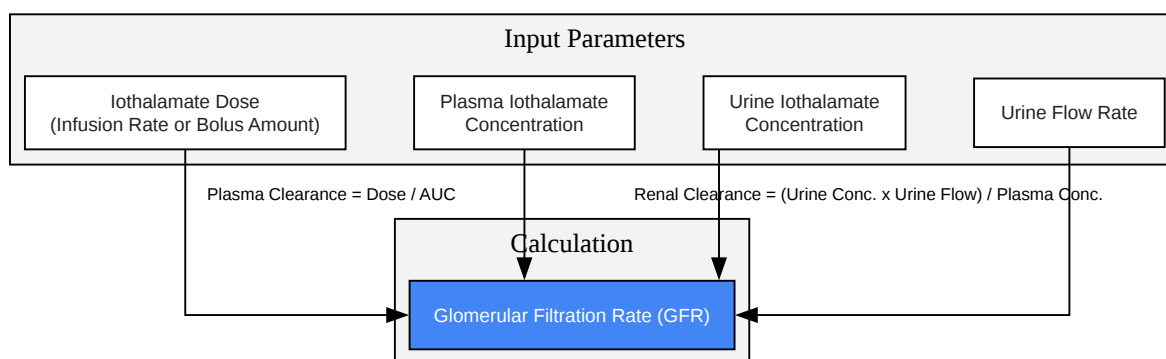 Input Parameters
Iothalamate Dose
(Infusion Rate or Bolus Amount)
Plasma Iothalamate
Concentration
Urine Iothalamate
Concentration
Urine Flow Rate
Plasma Clearance = Dose / AUC
Renal Clearance = (Urine Conc. x Urine Flow) / Plasma Conc.
Calculation
Glomerular Filtration Rate (GFR)